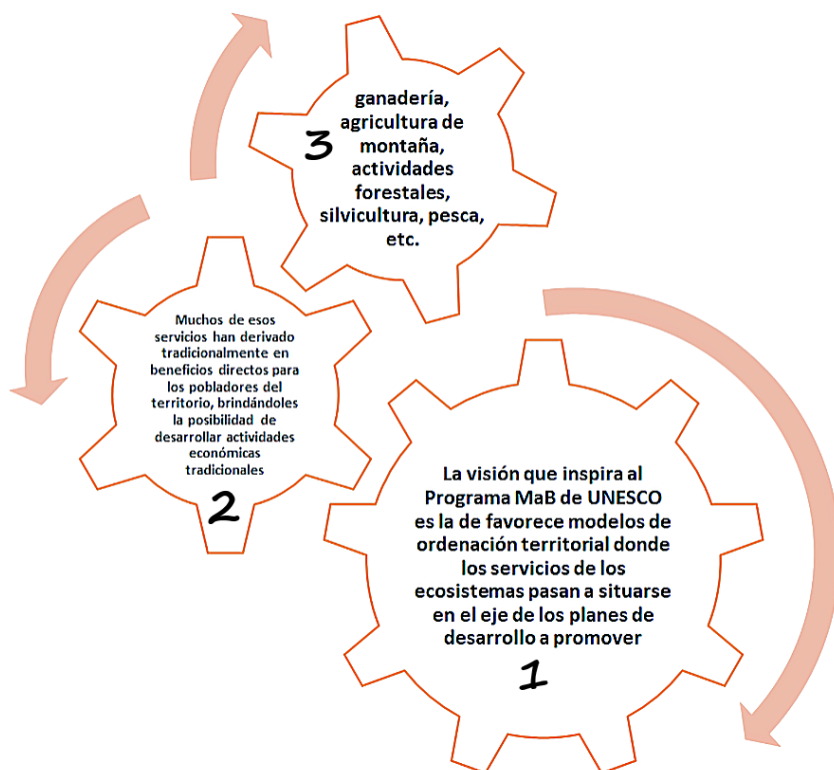 ganadería,
agricultura de
montaña,
actividades
forestales,
silvicultura, pesca,
etc.
3
Muchos de esos
servicios han derivado
tradicionalmente en
beneficios directos para
los pobladores del
territorio, brindándoles
la posibilidad de
desarrollar actividades
económicas
tradicionales
2
La visión que inspira al
Programa MaB de UNESCO
es la de favorece modelos de
ordenación territorial donde
los servicios de los
ecosistemas pasan a situarse
en el eje de los planes de
desarrollo a promover
1